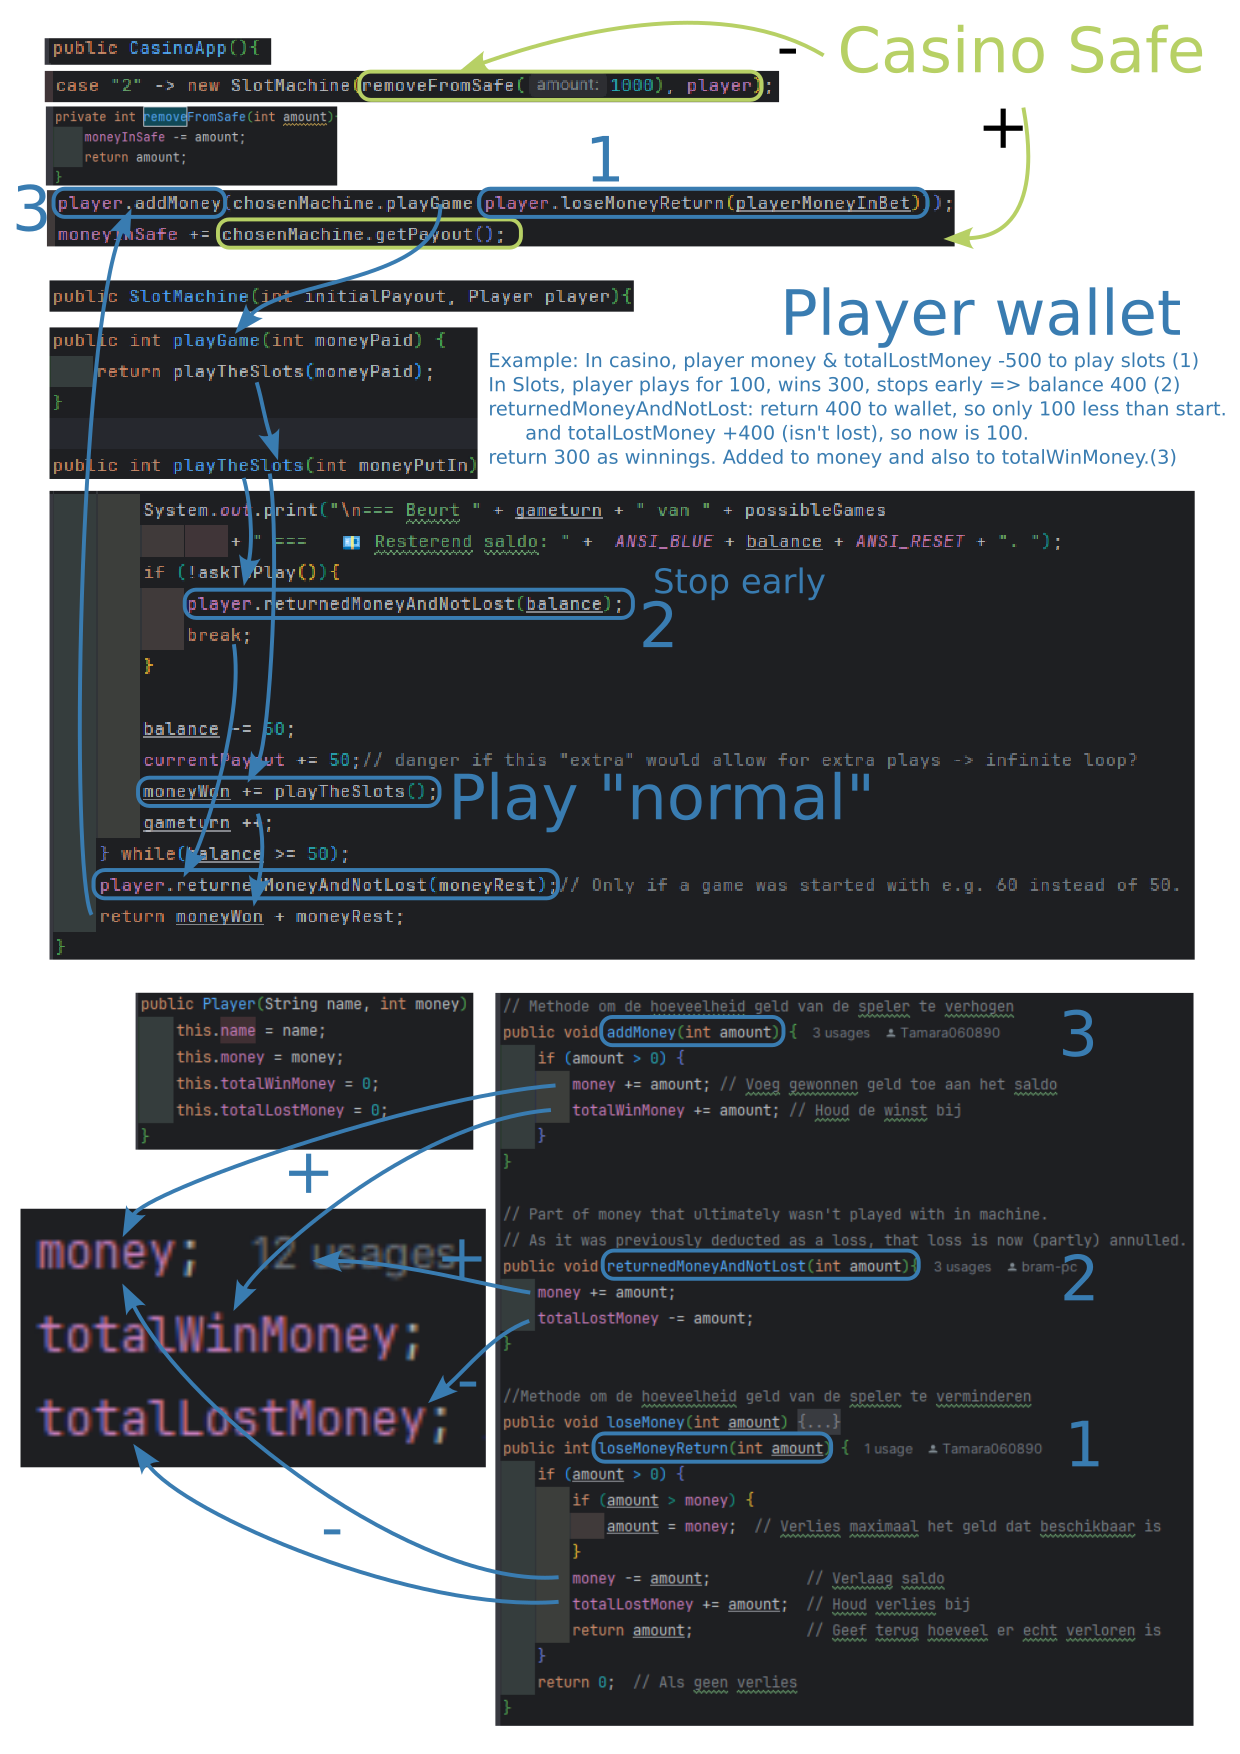 public CasinoApp(){
-
Casino Safe
case "2" -> new SlotMachine(removeFromSafe( amount: 1000), player);
private int removeFromSafe(int amount){
moneyInSafe -= amount;
return amount;
}
+
1
3
player.addMoney(chosenMachine.playGame(player.loseMoneyReturn(playerMoneyInBet)));
moneyInSafe += chosenMachine.getPayout();
public SlotMachine(int initialPayout, Player player){
Player wallet
public int playGame(int moneyPaid) {
return playTheSlots(moneyPaid);
}
public int playTheSlots(int moneyPutIn)
Example: In casino, player money & totalLostMoney -500 to play slots (1)
In Slots, player plays for 100, wins 300, stops early => balance 400 (2)
returnedMoneyAndNotLost: return 400 to wallet, so only 100 less than start.
and totalLostMoney +400 (isn't lost), so now is 100.
return 300 as winnings. Added to money and also to totalWinMoney.(3)
System.out.print("\n=== Beurt " + gameturn + " van " + possibleGames
+ " === 💶 Resterend saldo: " + ANSI_BLUE + balance + ANSI_RESET + ". ");
if (!askToPlay()){
Stop early
player.returnedMoneyAndNotLost(balance);
2
break;
}
balance -= 50;
currentPayout += 50;// danger if this "extra" would allow for extra plays -> infinite loop?
moneyWon += playTheSlots();
Play "normal"
gameturn ++;
} while(balance >= 50);
player.returnedMoneyAndNotLost(moneyRest);// Only if a game was started with e.g. 60 instead of 50.
return moneyWon + moneyRest;
}
public Player(String name, int money)
this.name = name;
this.money = money;
this.totalWinMoney = 0;
this.totalLostMoney = 0;
}
+
money; 12 usages
+
totalWinMoney;
-
totalLostMoney;
-
// Methode om de hoeveelheid geld van de speler te verhogen
public void addMoney(int amount) { 3 usages Tamara060890
3
if (amount > 0) {
money += amount; // Voeg gewonnen geld toe aan het saldo
totalWinMoney += amount; // Houd de winst bij
}
}
// Part of money that ultimately wasn't played with in machine.
// As it was previously deducted as a loss, that loss is now (partly) annulled.
public void returnedMoneyAndNotLost(int amount){ 3 usages bram-pc
2
money += amount;
totalLostMoney -= amount;
}
//Methode om de hoeveelheid geld van de speler te verminderen
public void loseMoney(int amount) {...}
public int loseMoneyReturn(int amount) { 1 usage Tamara060890
1
if (amount > 0) {
if (amount > money) {
amount = money; // Verlies maximaal het geld dat beschikbaar is
}
money -= amount; // Verlaag saldo
totalLostMoney += amount; // Houd verlies bij
return amount; // Geef terug hoeveel er echt verloren is
}
return 0; // Als geen verlies
}